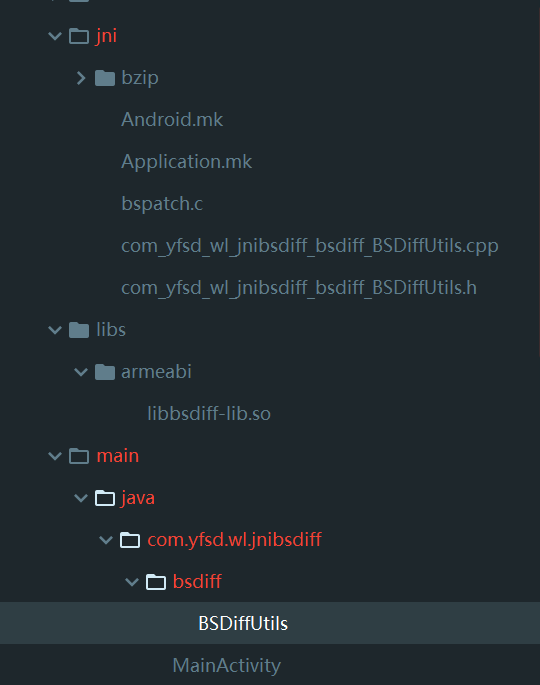 jni
bzip
Android.mk
Application.mk
bspatch.c
com_yfsd_wl_jnibsdiff_bsdiff_BSDiffUtils.cpp
com_yfsd_wl_jnibsdiff_bsdiff_BSDiffUtils.h
libs
armeabi
libbsdiff-lib.so
main
java
com.yfsd.wl.jnibsdiff
bsdiff
BSDiffUtils
MainActivity